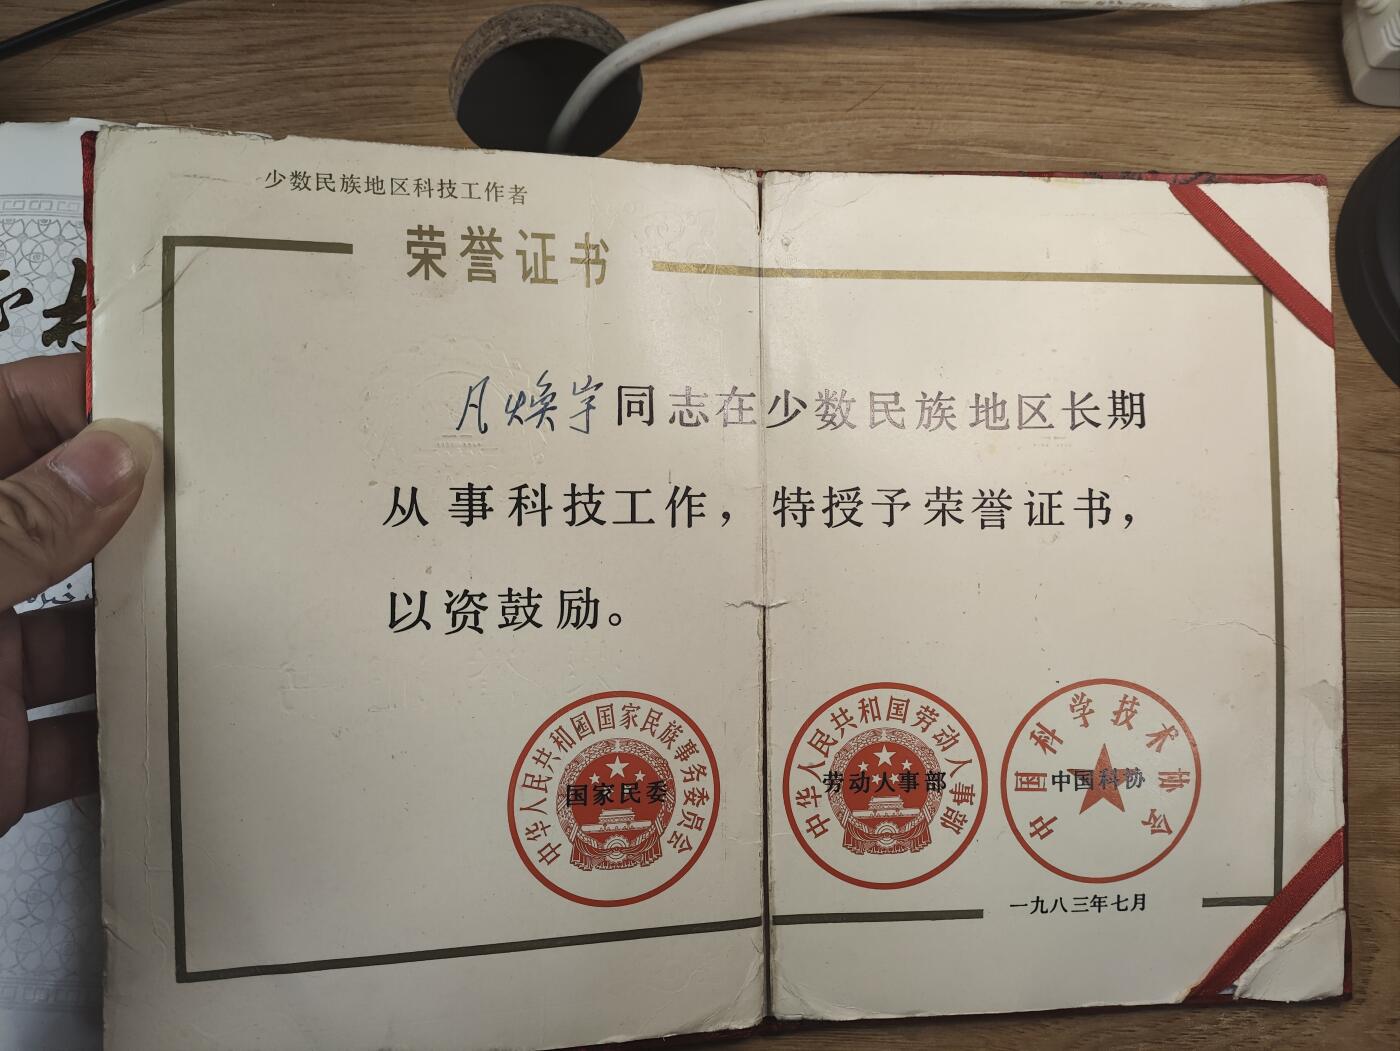 少数民族地区科技工作者
荣誉证书
凡焕宇同志在少数民族地区长期
从事科技工作，特授予荣誉证书，
以资鼓励。
中华人民共和国国家民族事务委员会
国家民委
中华人民共和国劳动人事部
劳动人事部
中国科学技术协会
中国科协
一九八三年七月